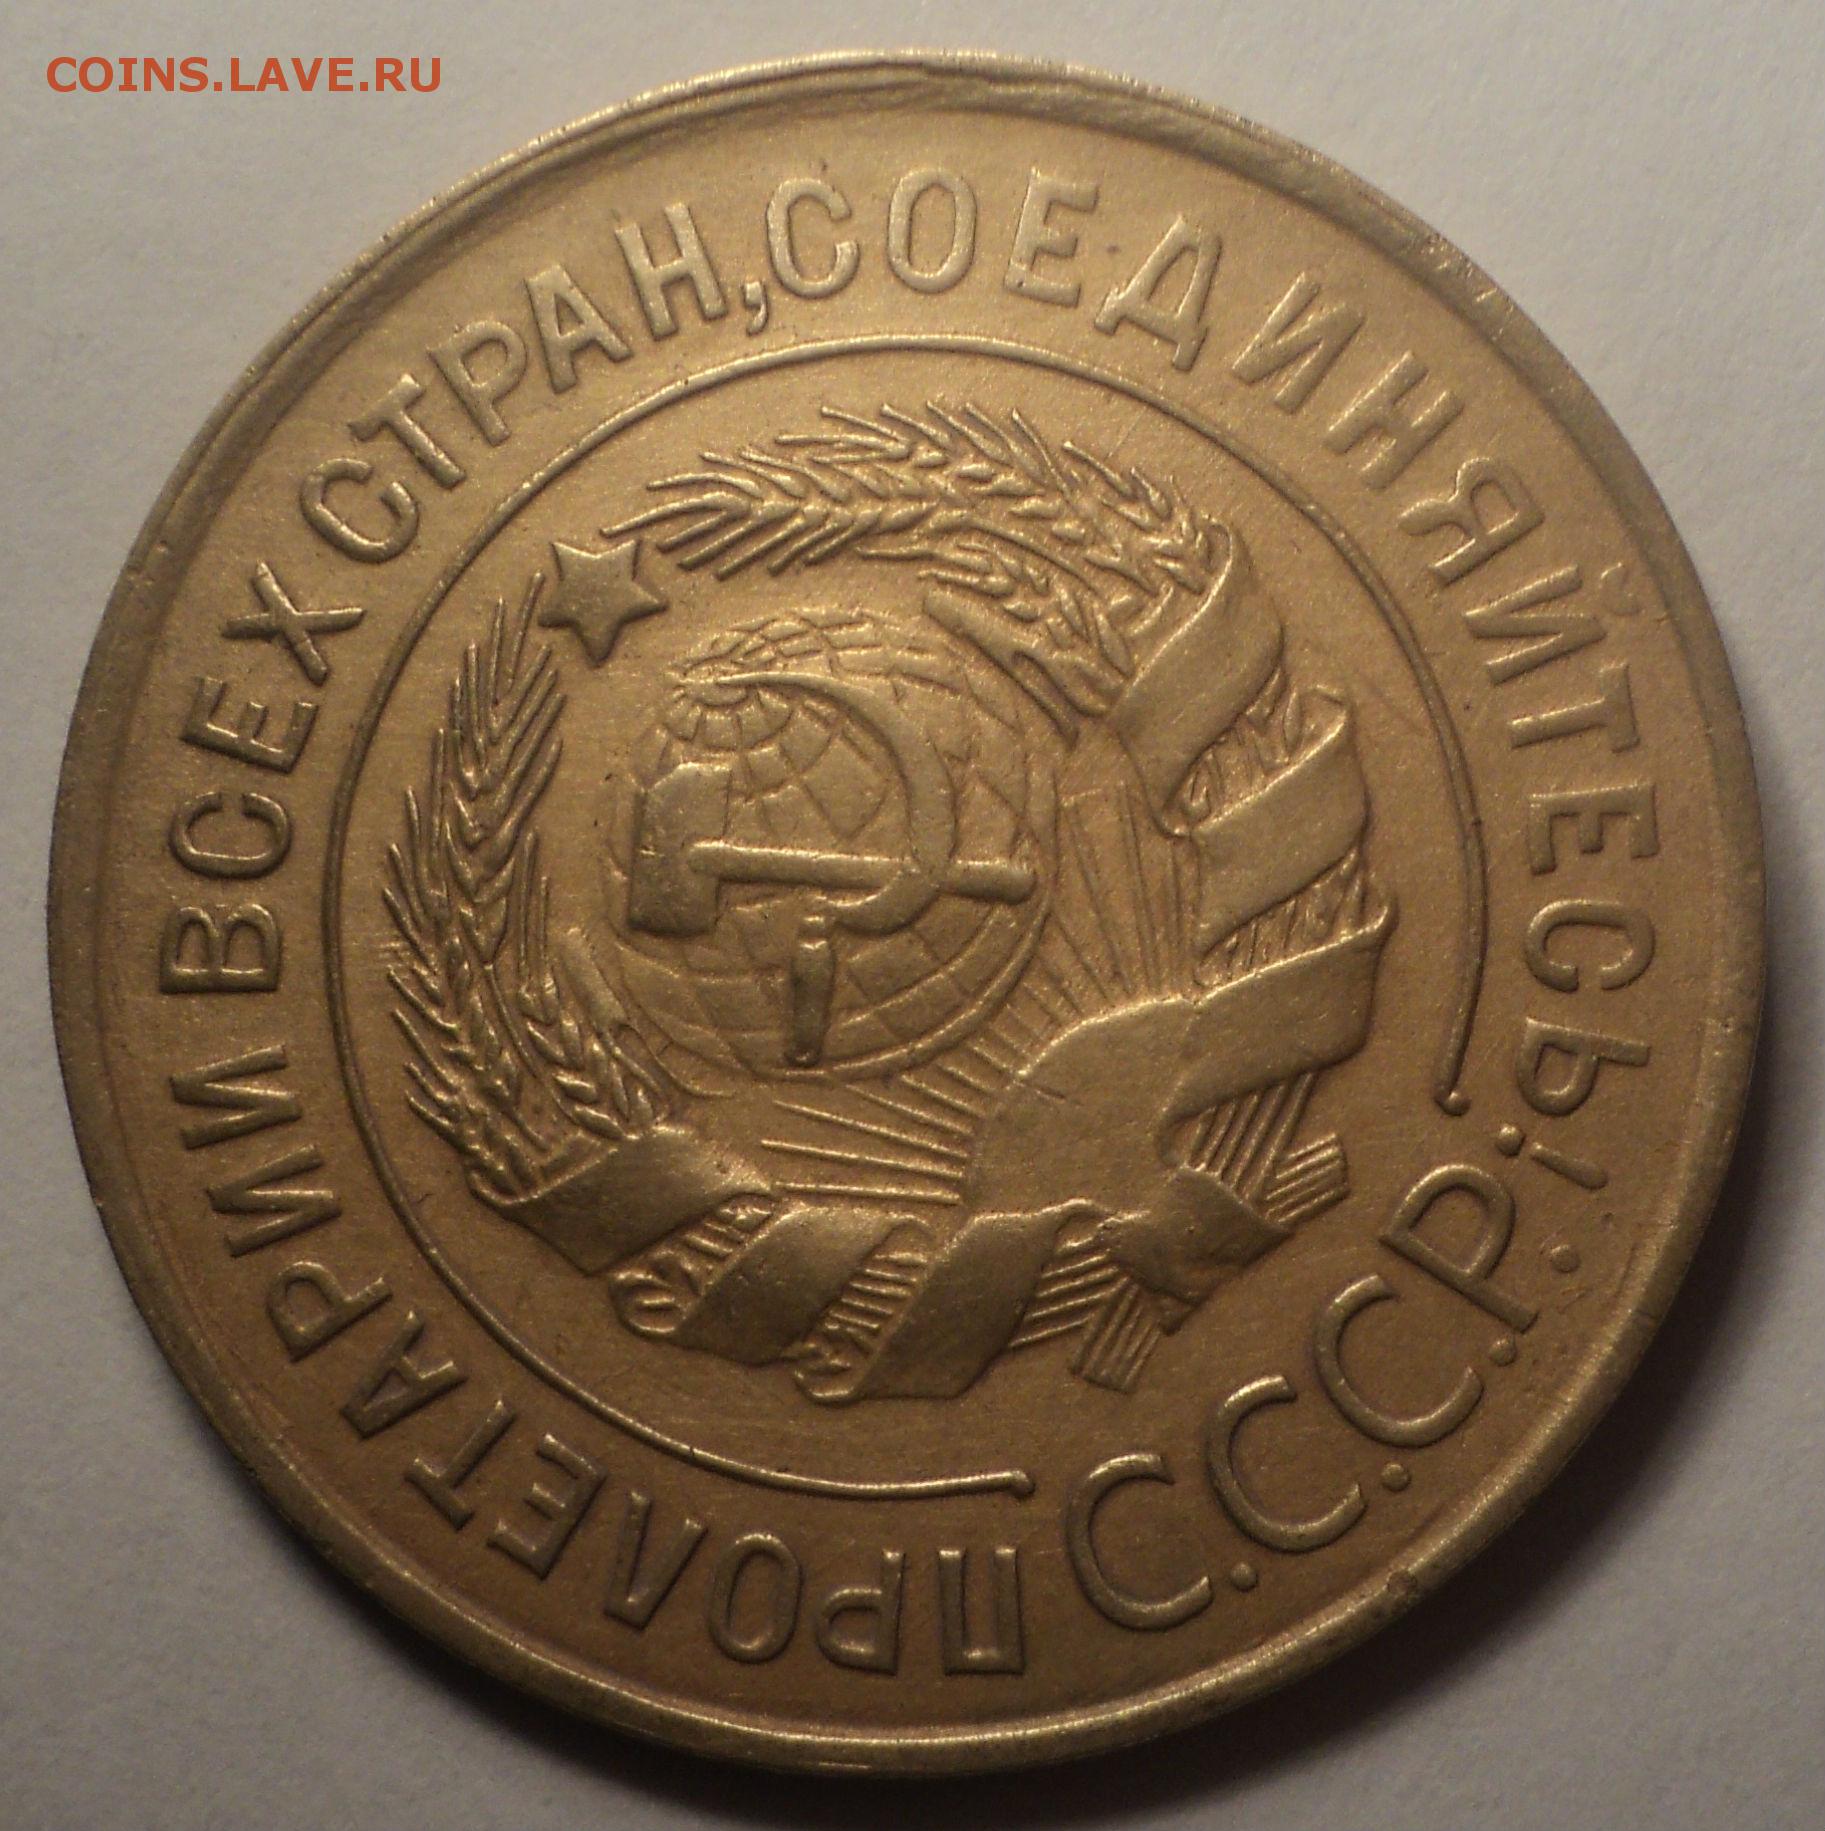 COINS.LAVE.RU
ПРОЛЕТАРИИ ВСЕХ СТРАН, СОЕДИНЯЙТЕСЬ!
С.С.С.Р.